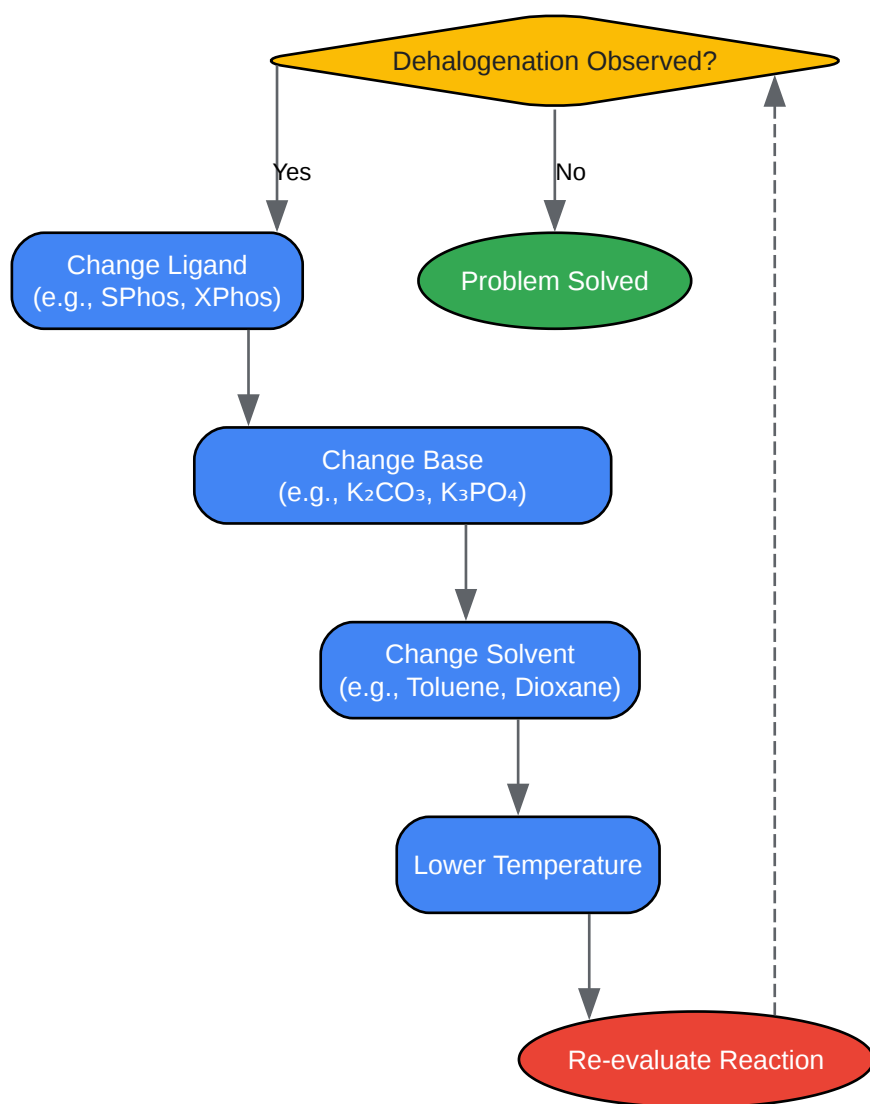 Dehalogenation Observed?
Yes
No
Change Ligand
(e.g., SPhos, XPhos)
Problem Solved
Change Base
(e.g., K₂CO₃, K₃PO₄)
Change Solvent
(e.g., Toluene, Dioxane)
Lower Temperature
Re-evaluate Reaction